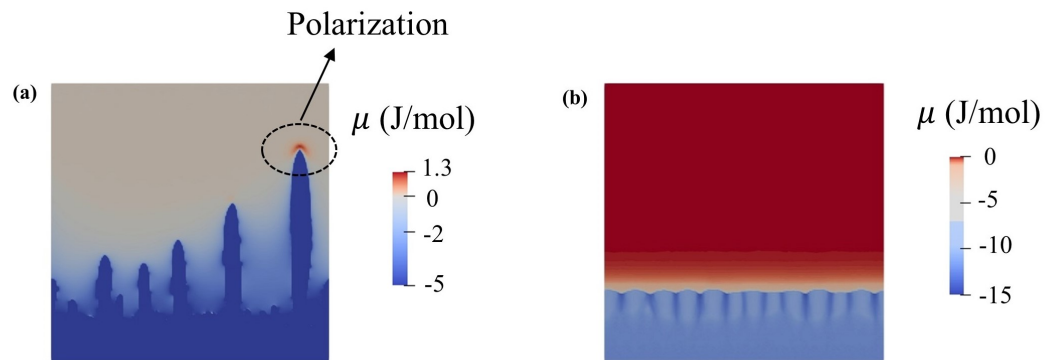 Polarization
(a)
μ (J/mol)
1.3
0
-2
-5
(b)
μ (J/mol)
0
-5
-10
-15